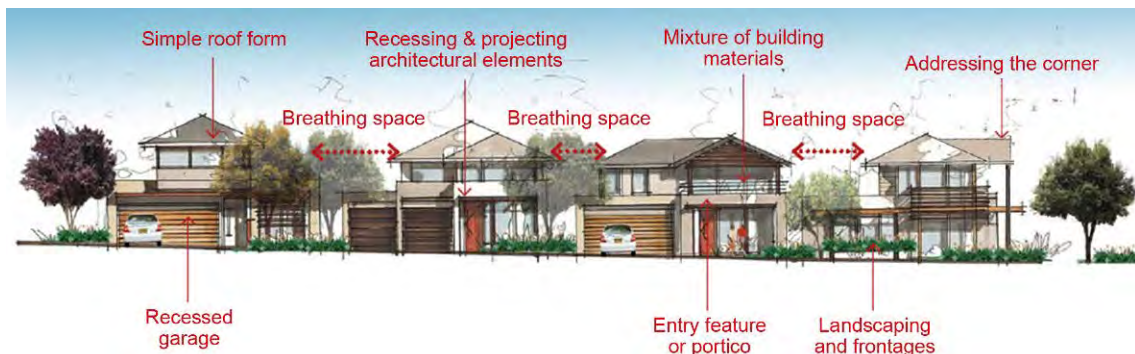 Simple roof form
Recessing & projecting
architectural elements
Mixture of building
materials
Addressing the corner
Breathing space
Breathing space
Breathing space
Recessed
garage
Entry feature
or portico
Landscaping
and frontages